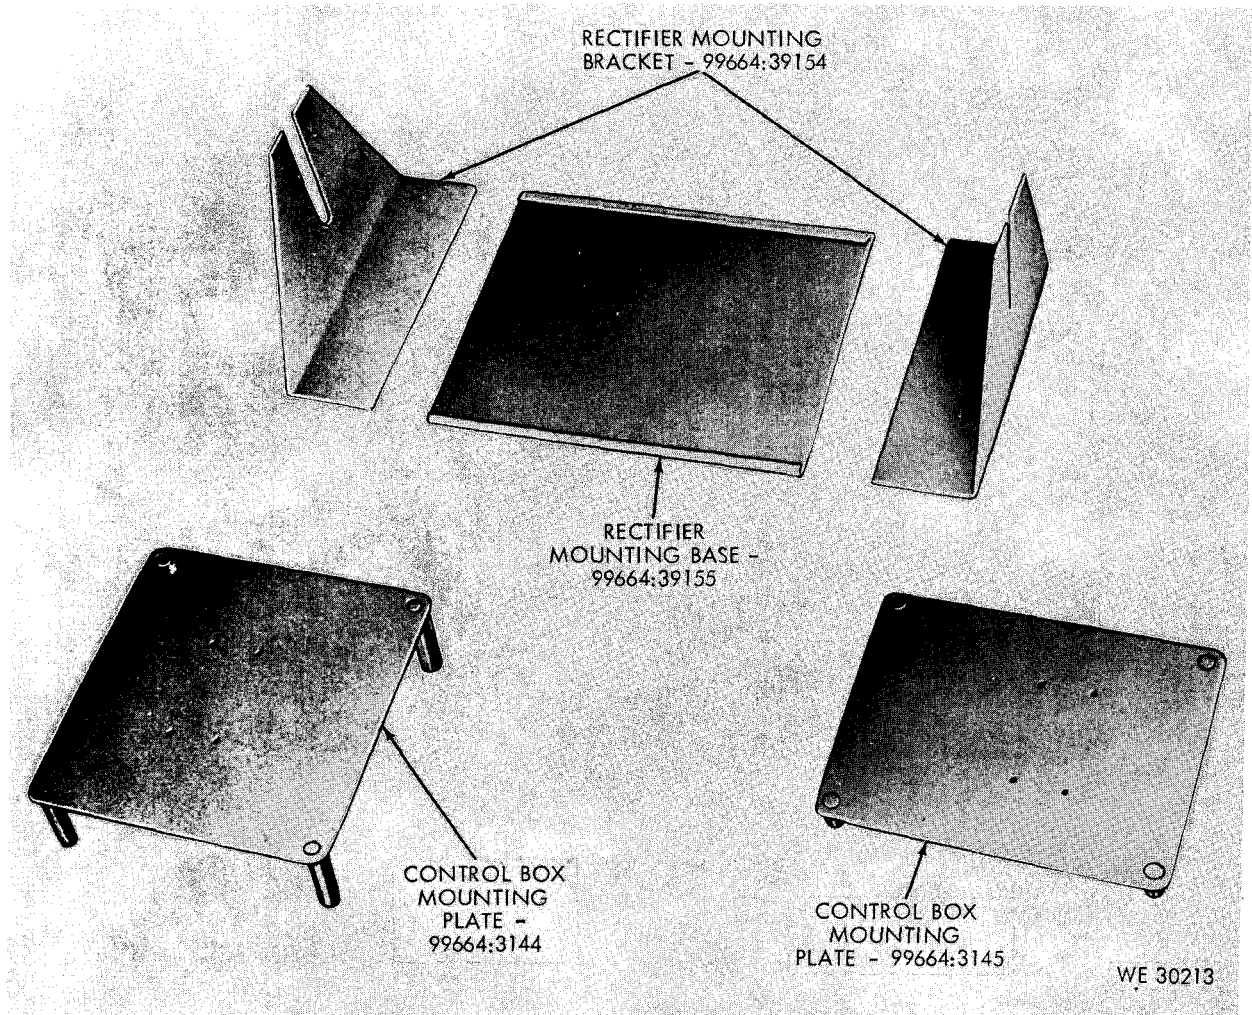 RECTIFIER MOUNTING
BRACKET - 99664:39154
RECTIFIER
MOUNTING BASE -
99664:39155
CONTROL BOX
MOUNTING
PLATE -
99664:3144
CONTROL BOX
MOUNTING
PLATE - 99664:3145
WE 30213